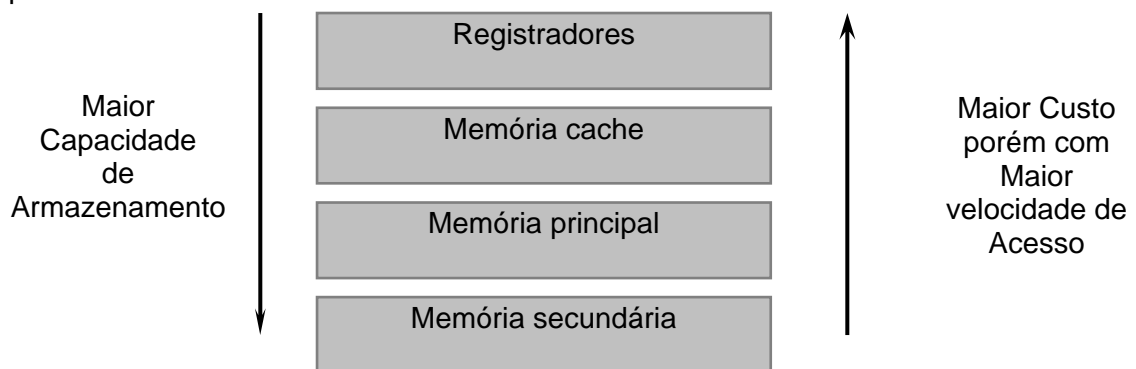 Registradores
Memória cache
Memória principal
Memória secundária
Maior
Capacidade
de
Armazenamento
Maior Custo
porém com
Maior
velocidade de
Acesso